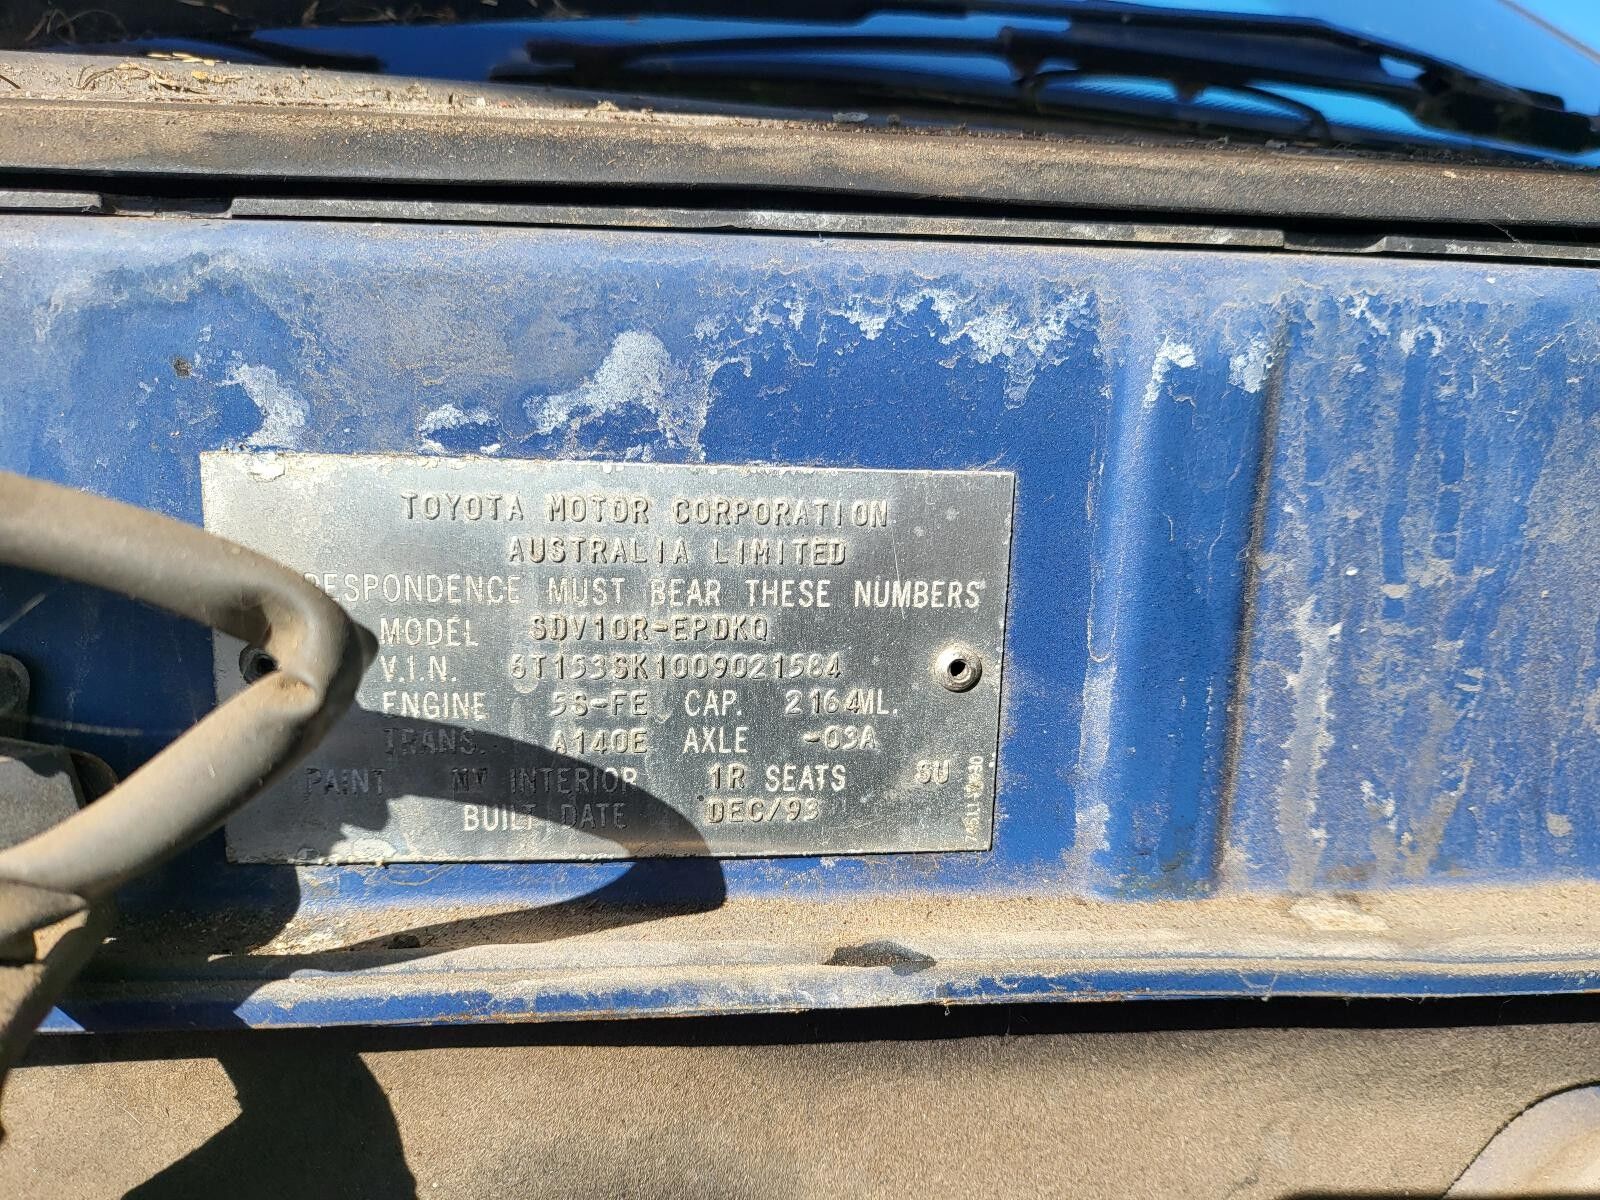 TOYOTA MOTOR CORPORATION
AUSTRALIA LIMITED
RESPONDENCE MUST BEAR THESE NUMBERS
MODEL SDV10R-EPDKQ
V.I.N. 6T153SK1009021584
ENGINE 5S-FE CAP. 2164ML.
TRANS. A140E AXLE -03A
PAINT INTERIOR 1R SEATS SU
BUILT DATE DEC/93